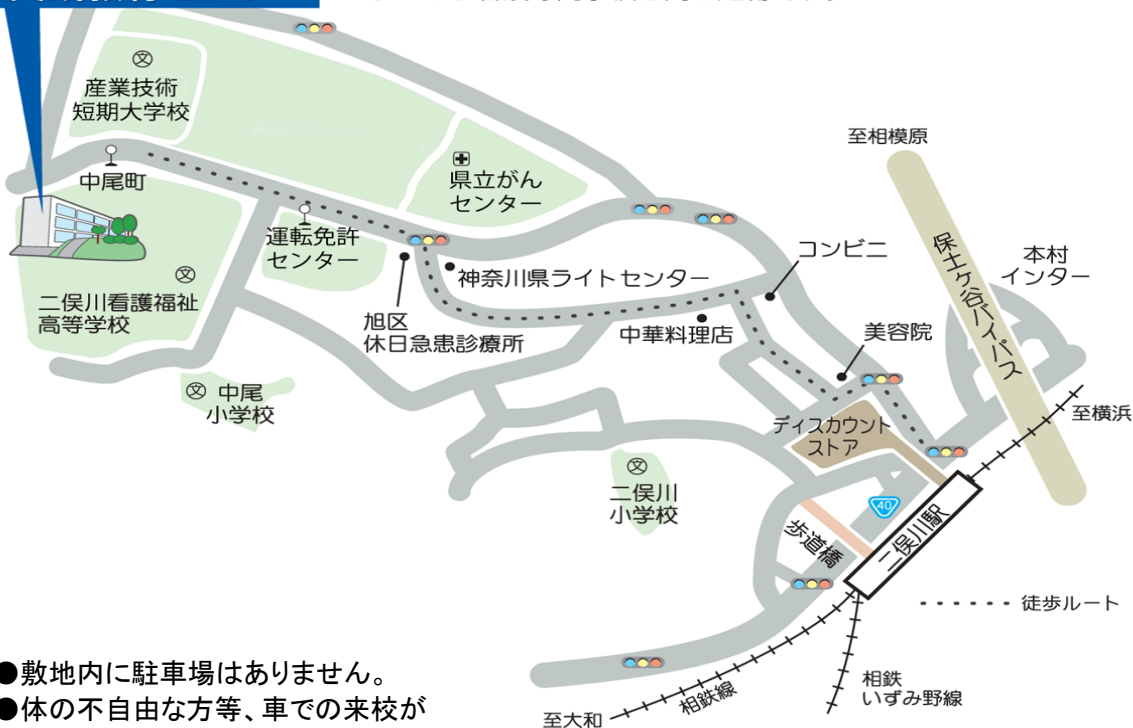 産業技術
短期大学校
中尾町
県立がん
センター
運転免許
センター
至相模原
保土ヶ谷バイパス
本村
インター
コンビニ
神奈川県ライトセンター
二俣川看護福祉
高等学校
旭区
休日急患診療所
中華料理店
美容院
中尾
小学校
至横浜
ディスカウント
ストア
二俣川
小学校
40
歩道橋
二俣川駅
徒歩ルート
●敷地内に駐車場はありません。
●体の不自由な方等、車での来校が
相鉄線
相鉄
いずみ野線
至大和
文
文
文
文